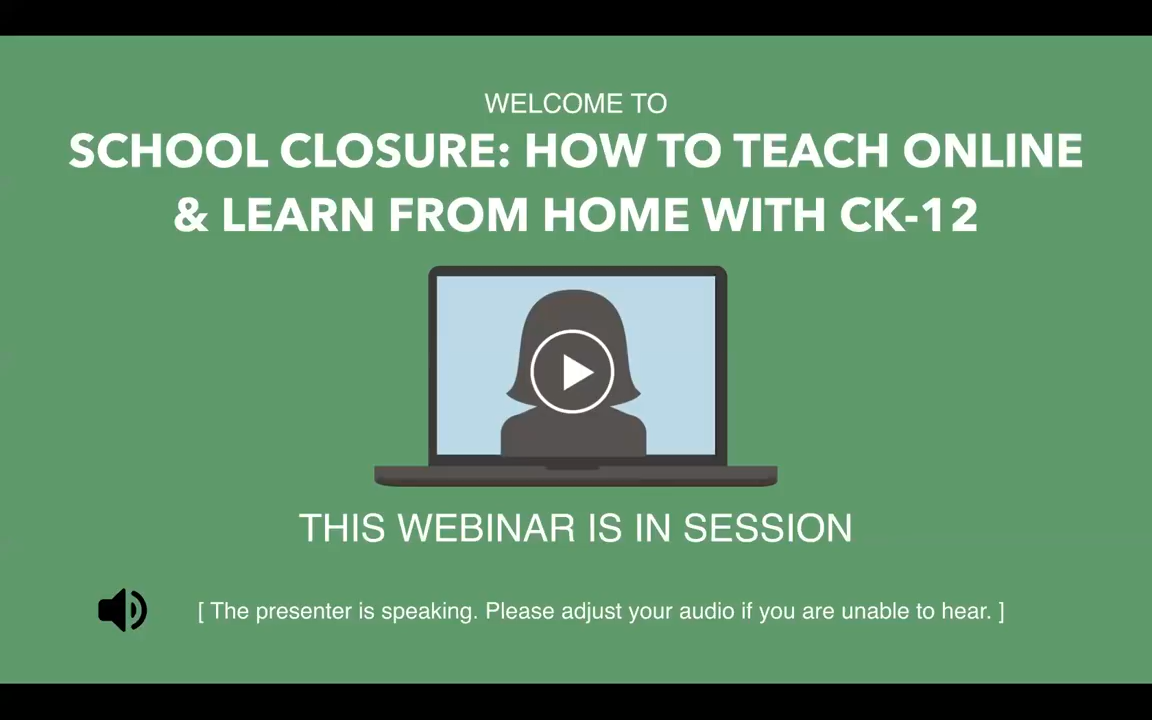 WELCOME TO
SCHOOL CLOSURE: HOW TO TEACH ONLINE
& LEARN FROM HOME WITH CK-12
THIS WEBINAR IS IN SESSION
[ The presenter is speaking. Please adjust your audio if you are unable to hear. ]